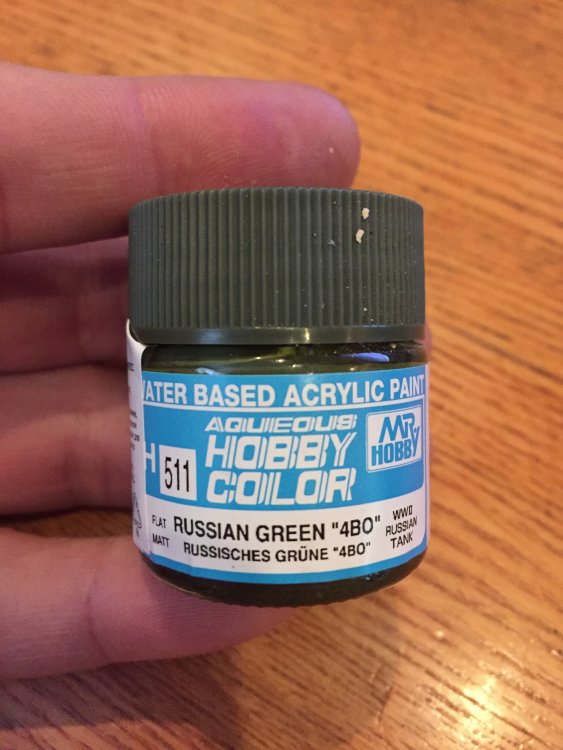 WATER BASED ACRYLIC PAINT
AQUEOUS
HOBBY
COLOR
MR.
HOBBY
H 511
FLAT
MATT
RUSSIAN GREEN "4BO"
RUSSISCHES GRÜNE "4BO"
WWII
RUSSIAN
TANK